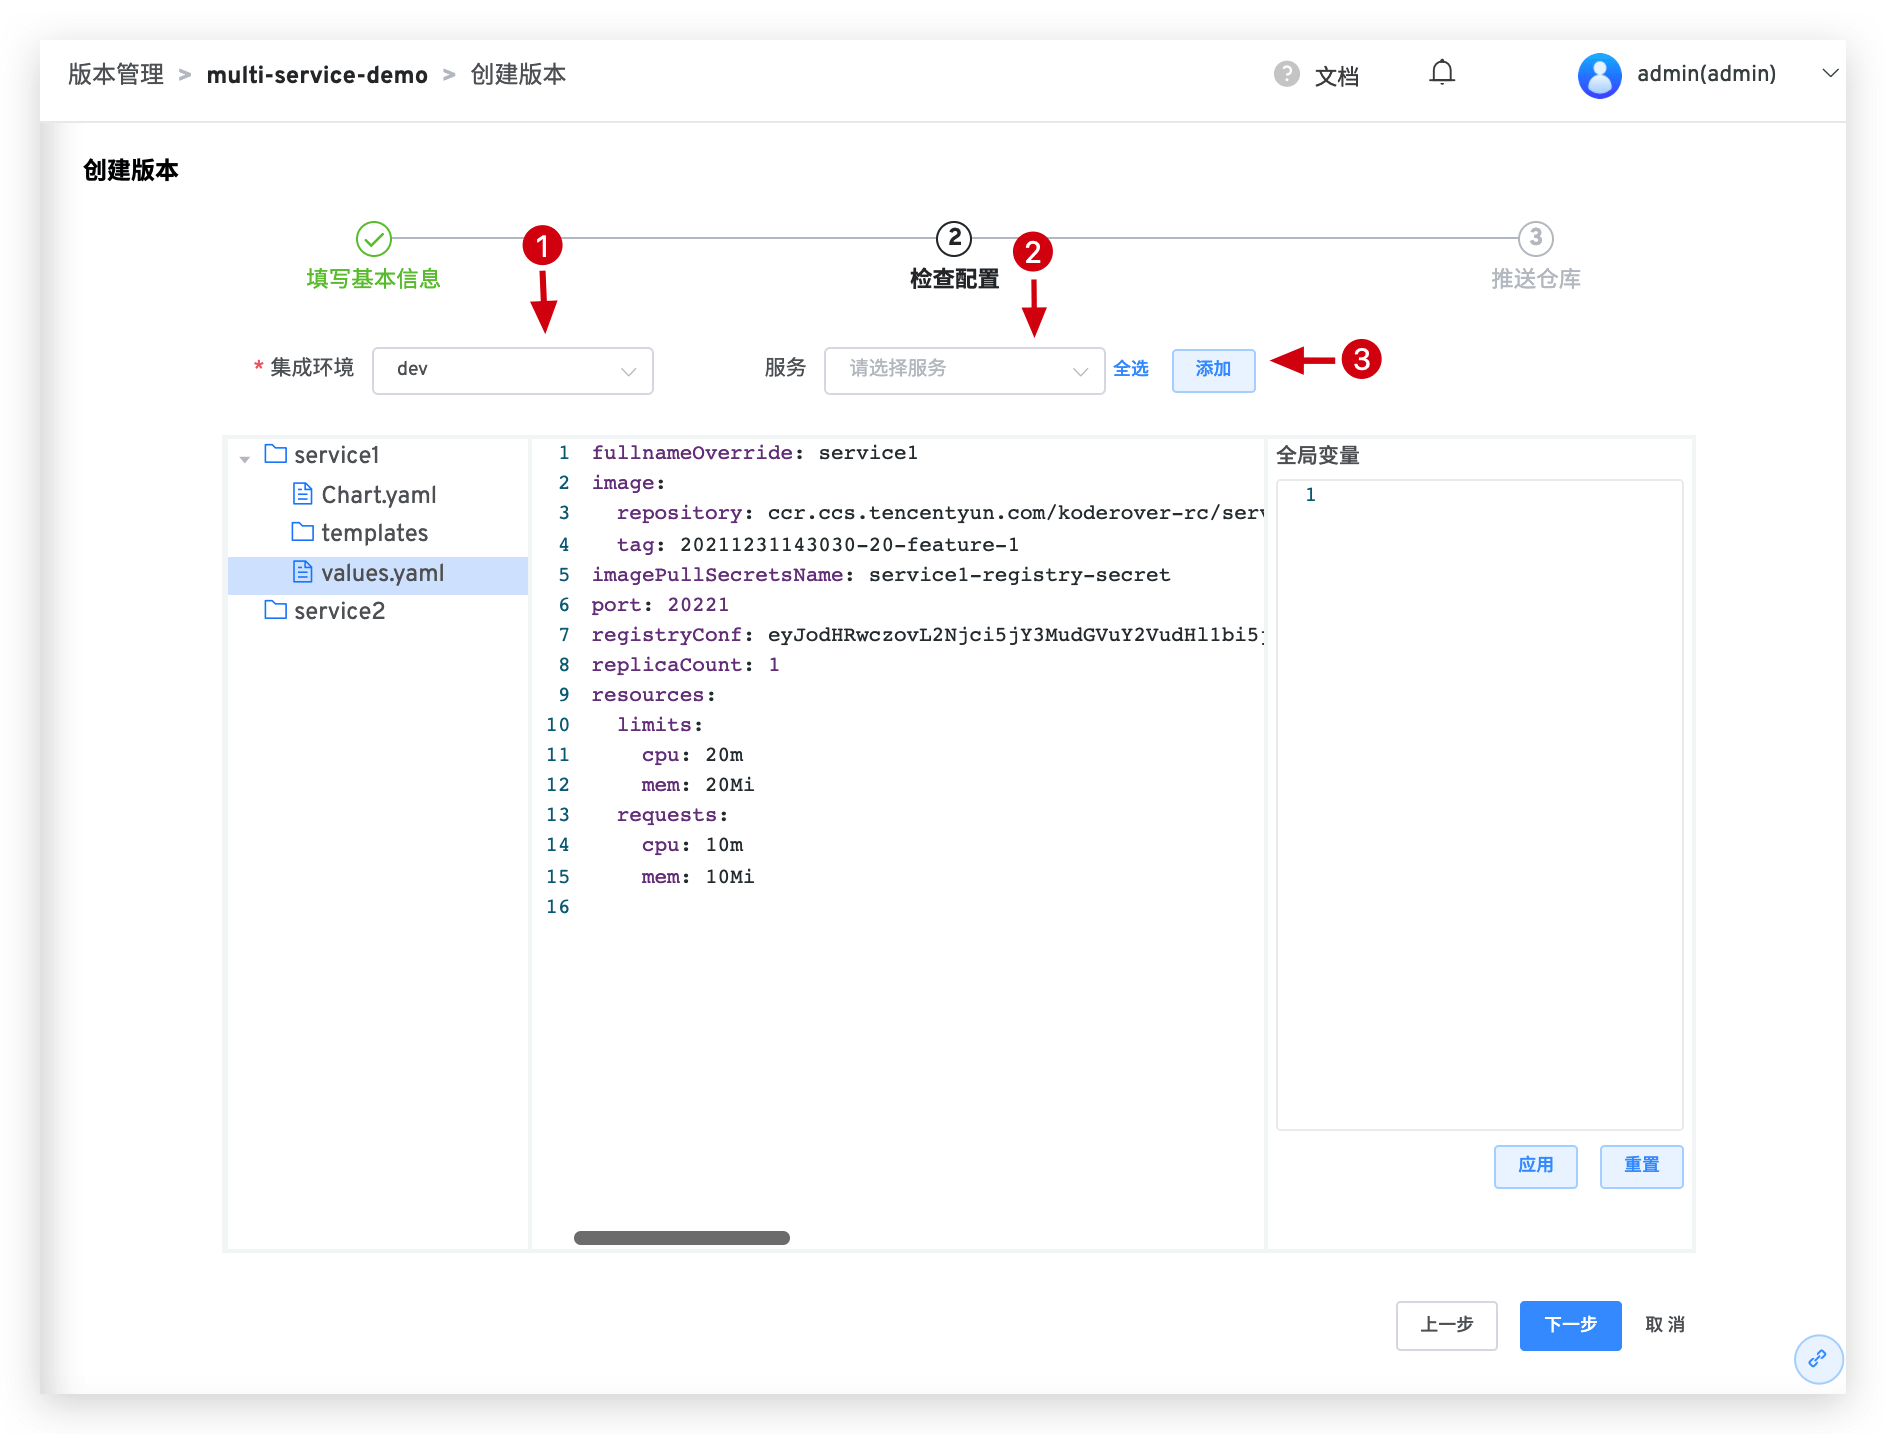 版本管理 > multi-service-demo > 创建版本
? 文档
admin(admin)
创建版本
填写基本信息
1
2
检查配置
2
3
推送仓库
* 集成环境
dev
服务
请选择服务
全选
添加
3
service1
Chart.yaml
templates
values.yaml
service2
1 fullnameOverride: service1
2 image:
3 repository: ccr.ccs.tencentyun.com/koderover-rc/serv
4 tag: 20211231143030-20-feature-1
5 imagePullSecretsName: service1-registry-secret
6 port: 20221
7 registryConf: eyJodHRwczovL2Njci5jY3MudGVuY2VudHl1bi5j
8 replicaCount: 1
9 resources:
10 limits:
11 cpu: 20m
12 mem: 20Mi
13 requests:
14 cpu: 10m
15 mem: 10Mi
16
全局变量
1
应用
重置
上一步
下一步
取消